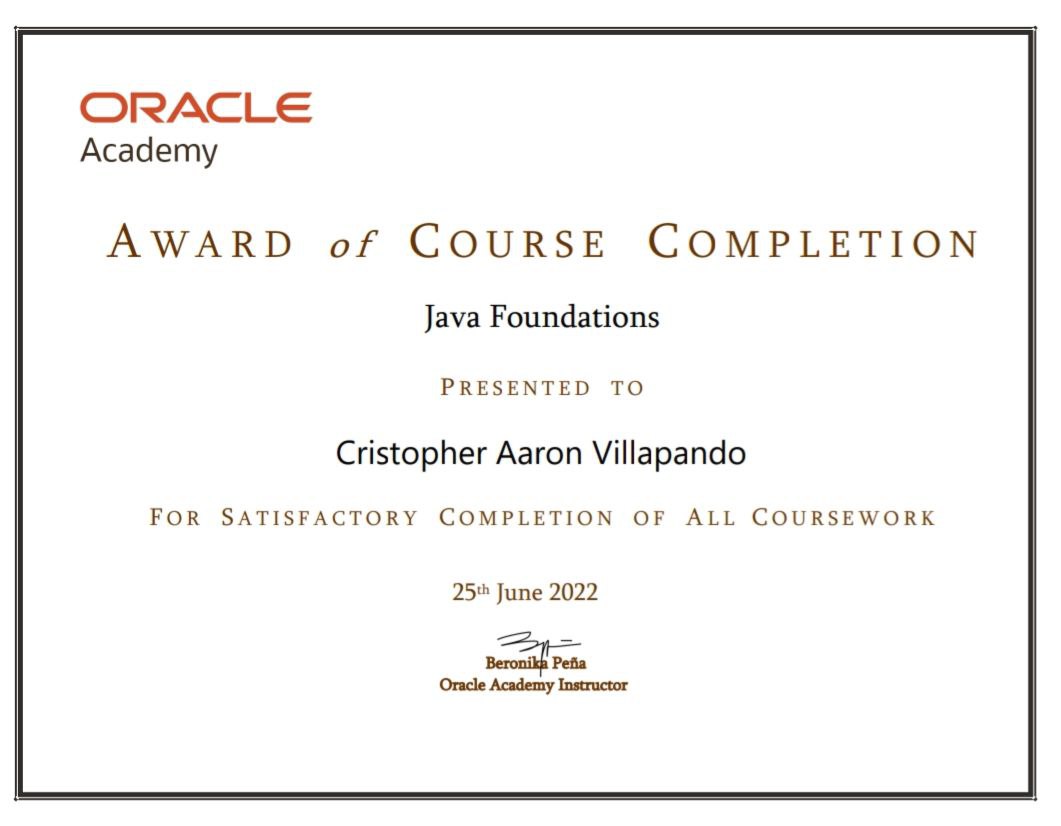 ORACLE
Academy
AWARD of COURSE COMPLETION
Java Foundations
PRESENTED TO
Cristopher Aaron Villapando
FOR SATISFACTORY COMPLETION OF ALL COURSEWORK
25th June 2022
Beronika Peña
Oracle Academy Instructor